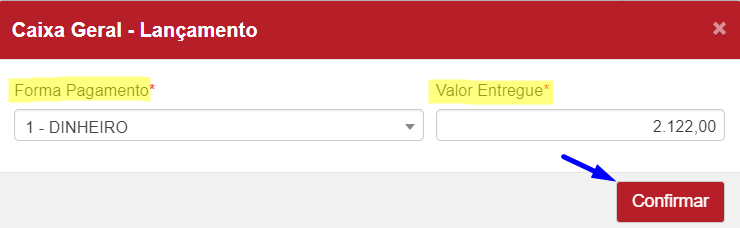 Caixa Geral - Lançamento ×
Forma Pagamento* Valor Entregue*
1 - DINHEIRO 2.122,00
Confirmar